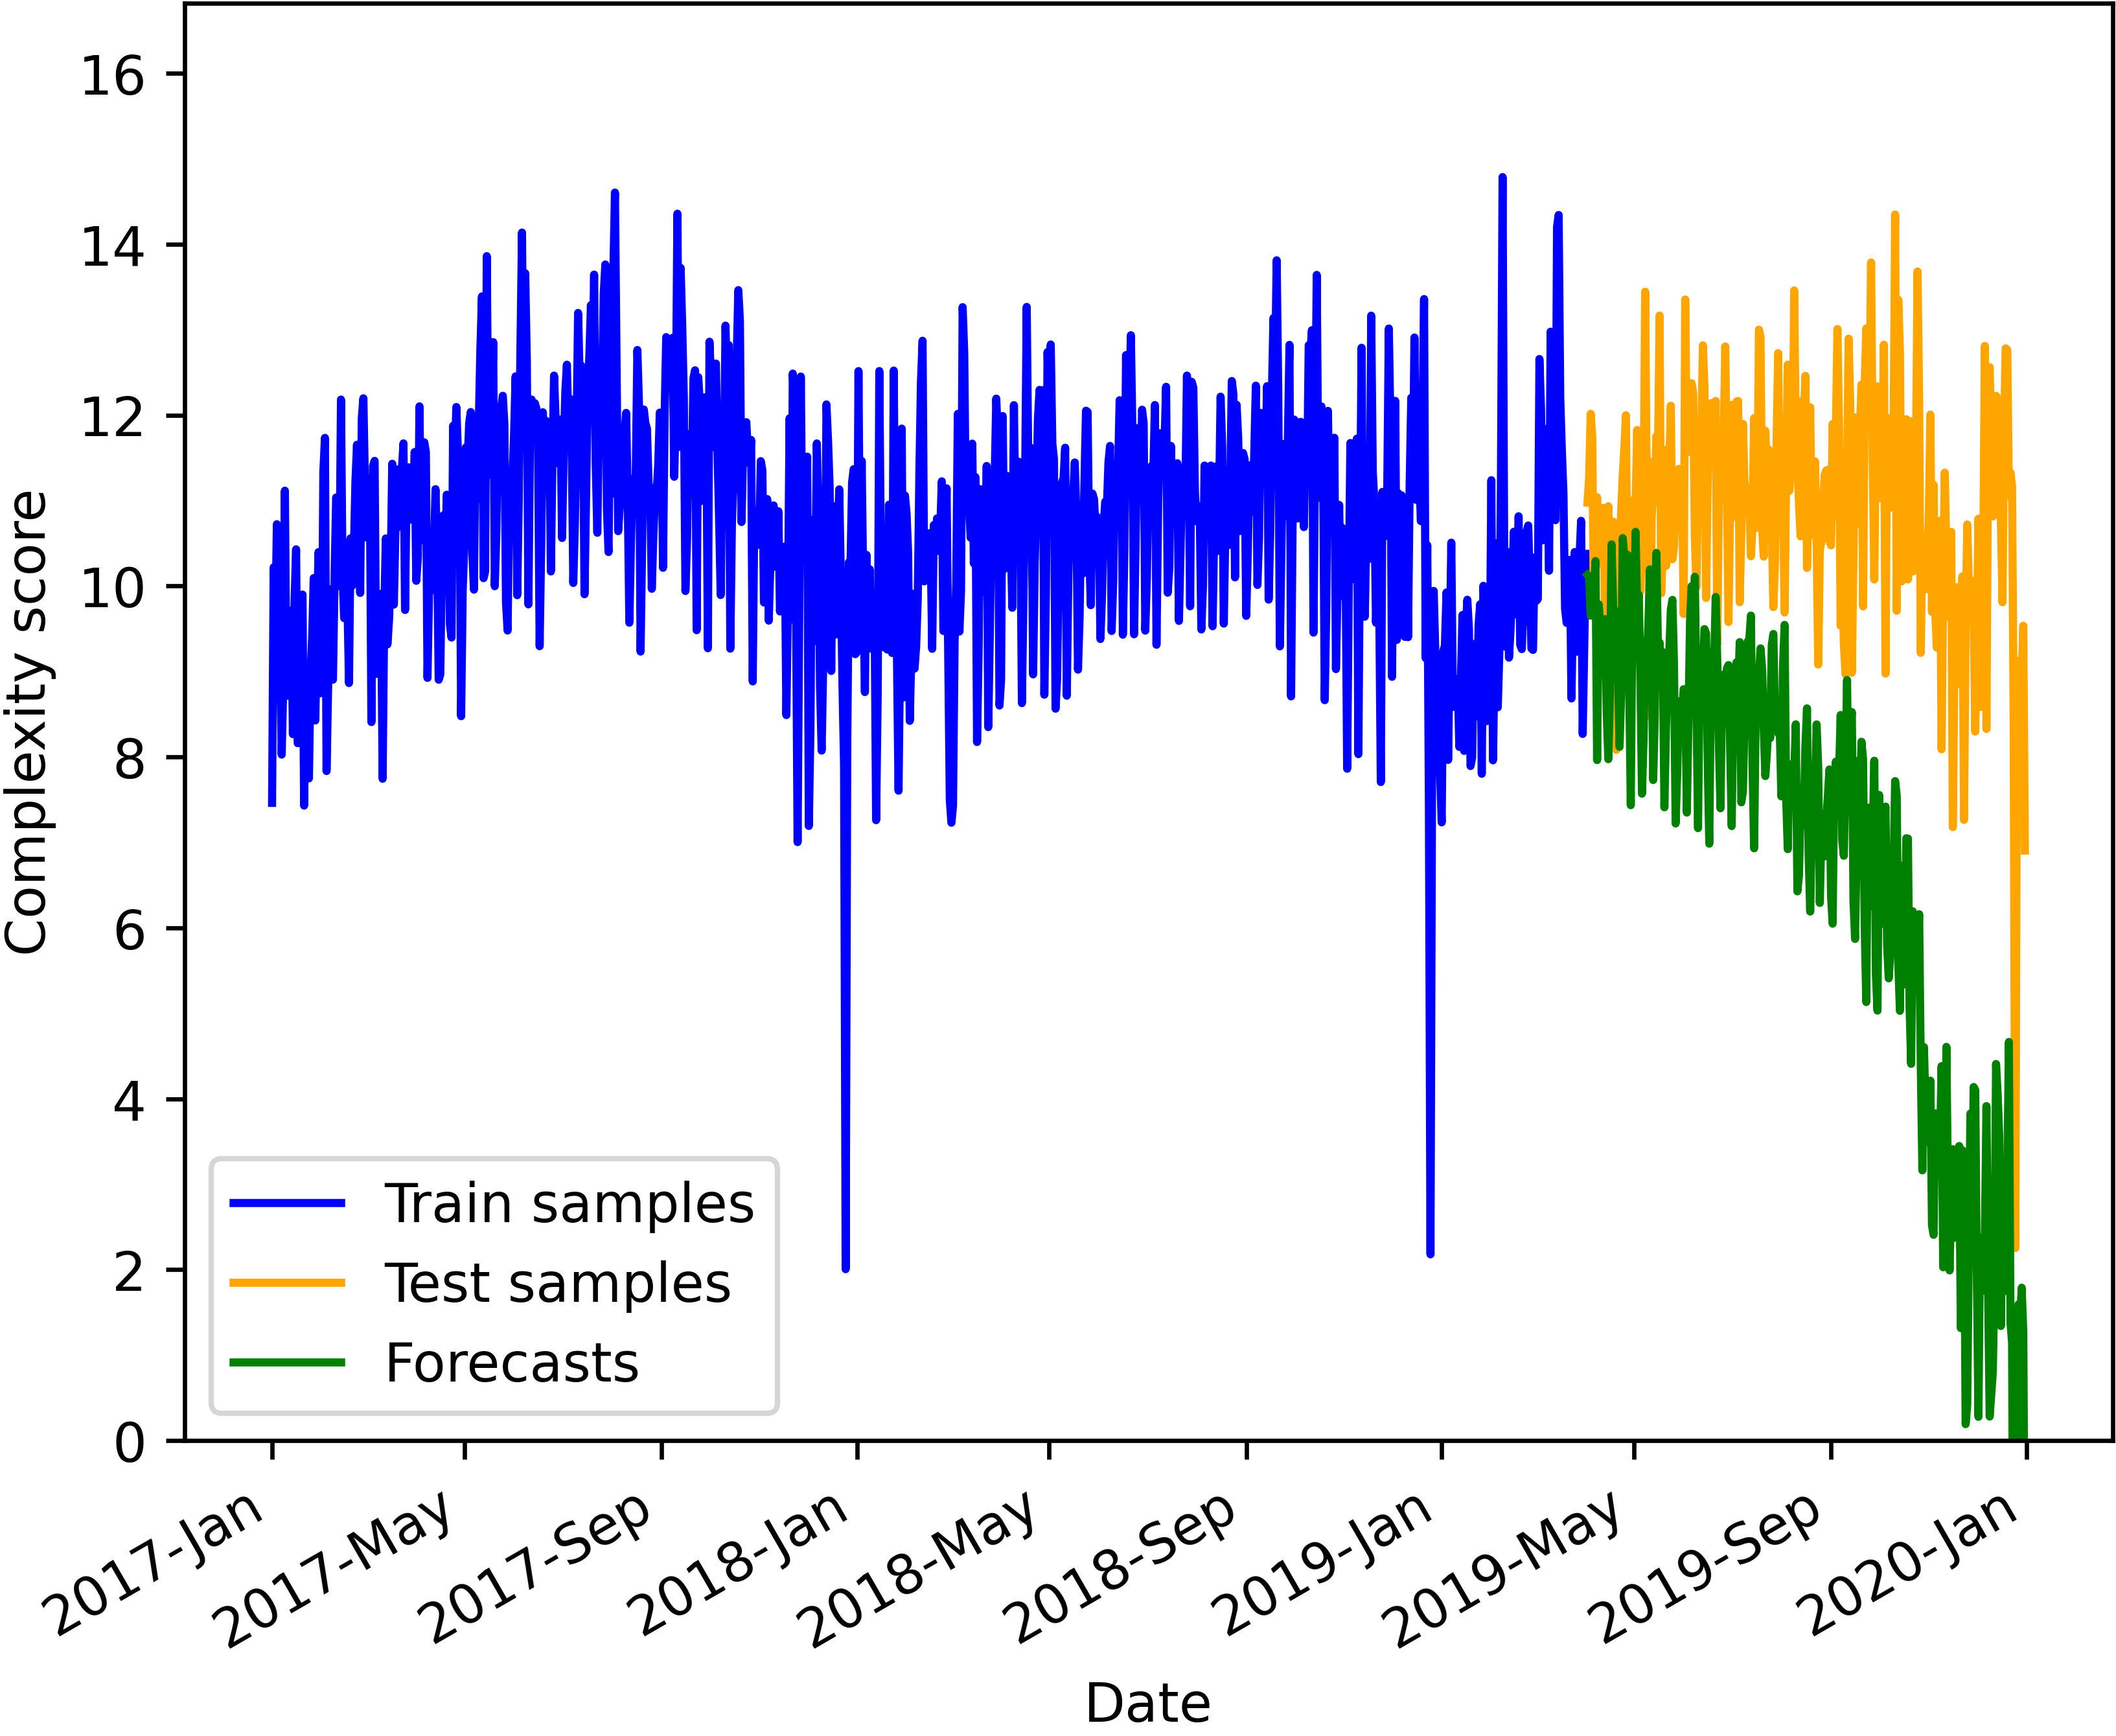 16
14
12
10
8
6
4
2
0
Complexity score
Train samples
Test samples
Forecasts
2017-Jan
2017-May
2017-Sep
2018-Jan
2018-May
2018-Sep
2019-Jan
2019-May
2019-Sep
2020-Jan
Date